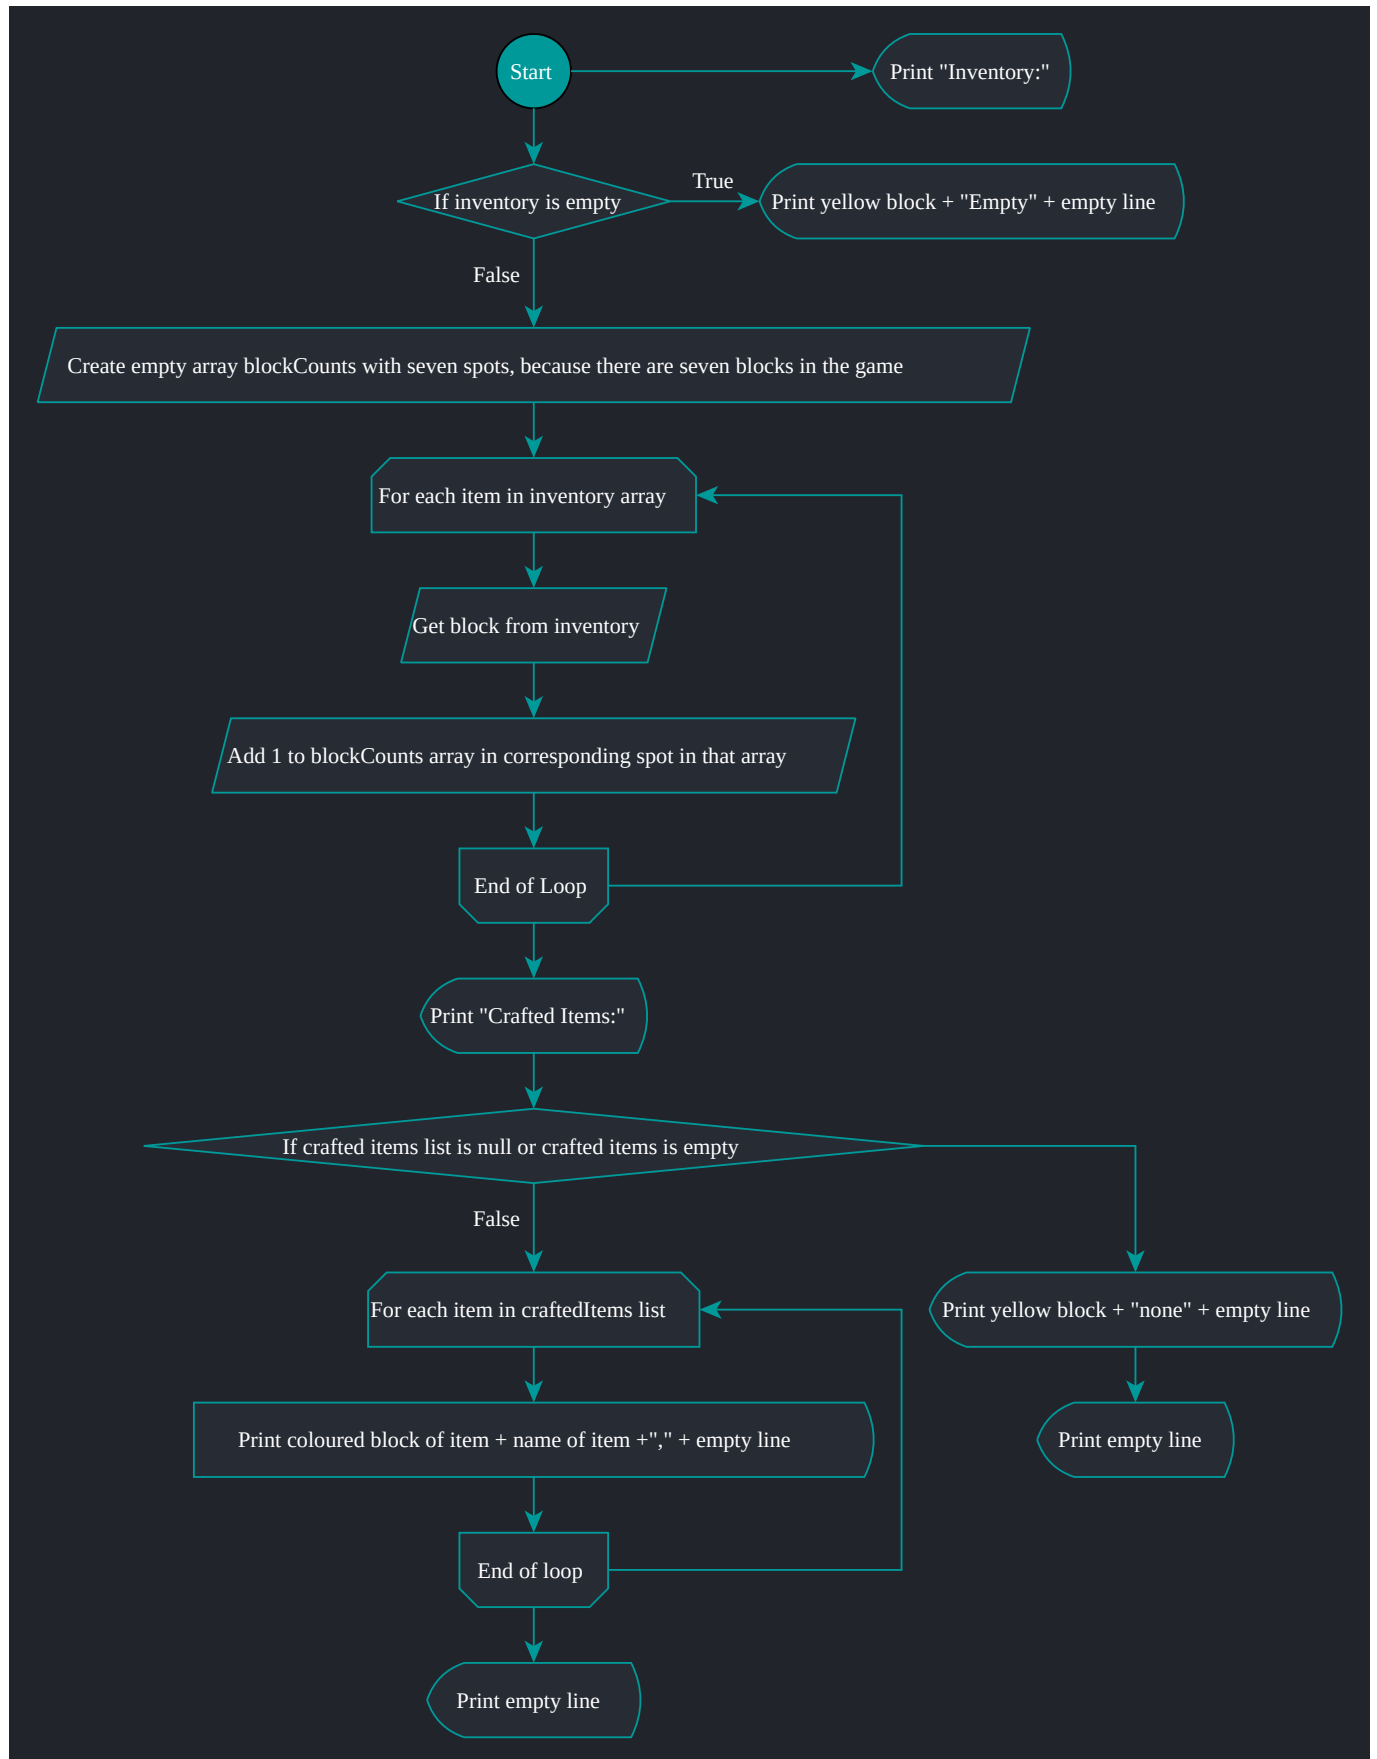 Start
Print "Inventory:"
If inventory is empty
True
Print yellow block + "Empty" + empty line
False
Create empty array blockCounts with seven spots, because there are seven blocks in the game
For each item in inventory array
Get block from inventory
Add 1 to blockCounts array in corresponding spot in that array
End of Loop
Print "Crafted Items:"
If crafted items list is null or crafted items is empty
False
For each item in craftedItems list
Print yellow block + "none" + empty line
Print coloured block of item + name of item +"," + empty line
Print empty line
End of loop
Print empty line